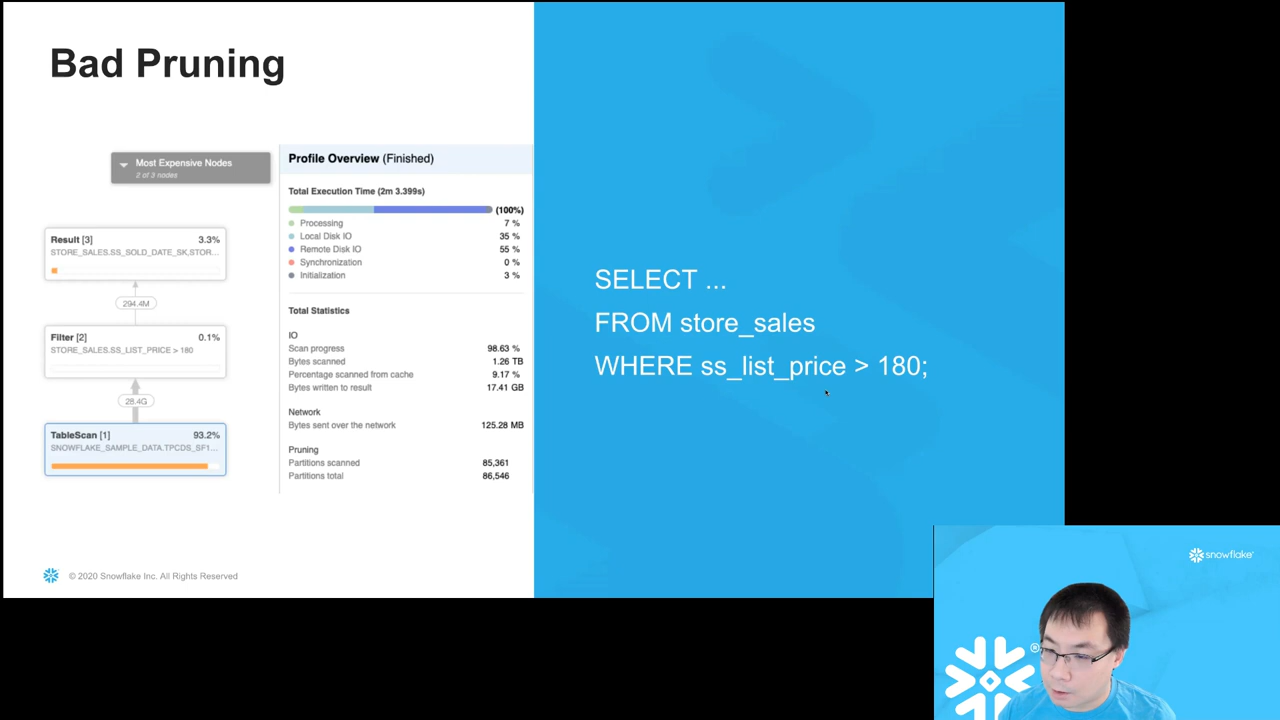 Bad Pruning
Most Expensive Nodes
2 of 3 nodes
Result [3] 3.3%
STORE_SALES.SS_SOLD_DATE_SK,STOR...
294.4M
Filter [2] 0.1%
STORE_SALES.SS_LIST_PRICE > 180
28.4G
TableScan [1] 93.2%
SNOWFLAKE_SAMPLE_DATA.TPCDS_SF1...
Profile Overview (Finished)
Total Execution Time (2m 3.399s)
(100%)
Processing 7 %
Local Disk IO 35 %
Remote Disk IO 55 %
Synchronization 0 %
Initialization 3 %
Total Statistics
IO
Scan progress 98.63 %
Bytes scanned 1.26 TB
Percentage scanned from cache 9.17 %
Bytes written to result 17.41 GB
Network
Bytes sent over the network 125.28 MB
Pruning
Partitions scanned 85,361
Partitions total 86,546
SELECT ...
FROM store_sales
WHERE ss_list_price > 180;
© 2020 Snowflake Inc. All Rights Reserved
snowflake